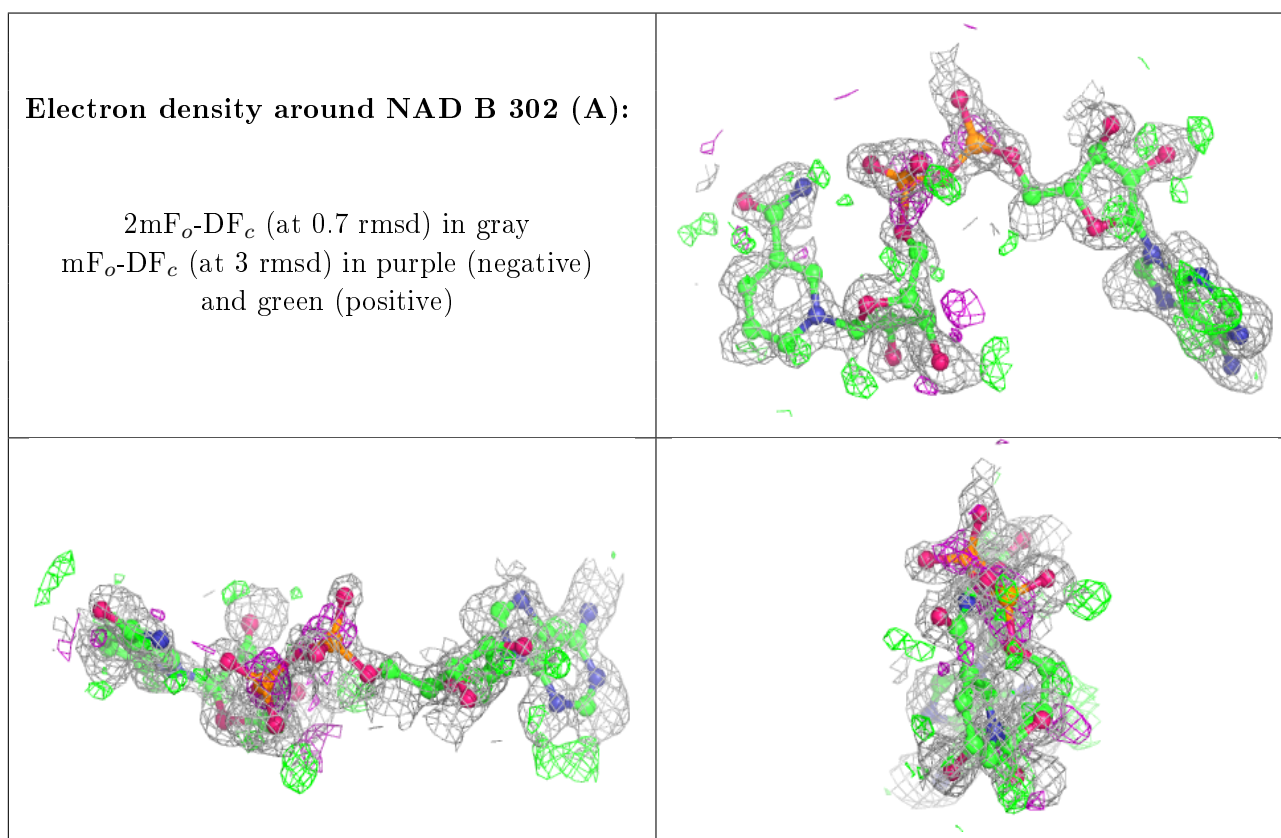 Electron density around NAD B 302 (A):
2mFo-DFc (at 0.7 rmsd) in gray
mFo-DFc (at 3 rmsd) in purple (negative)
and green (positive)